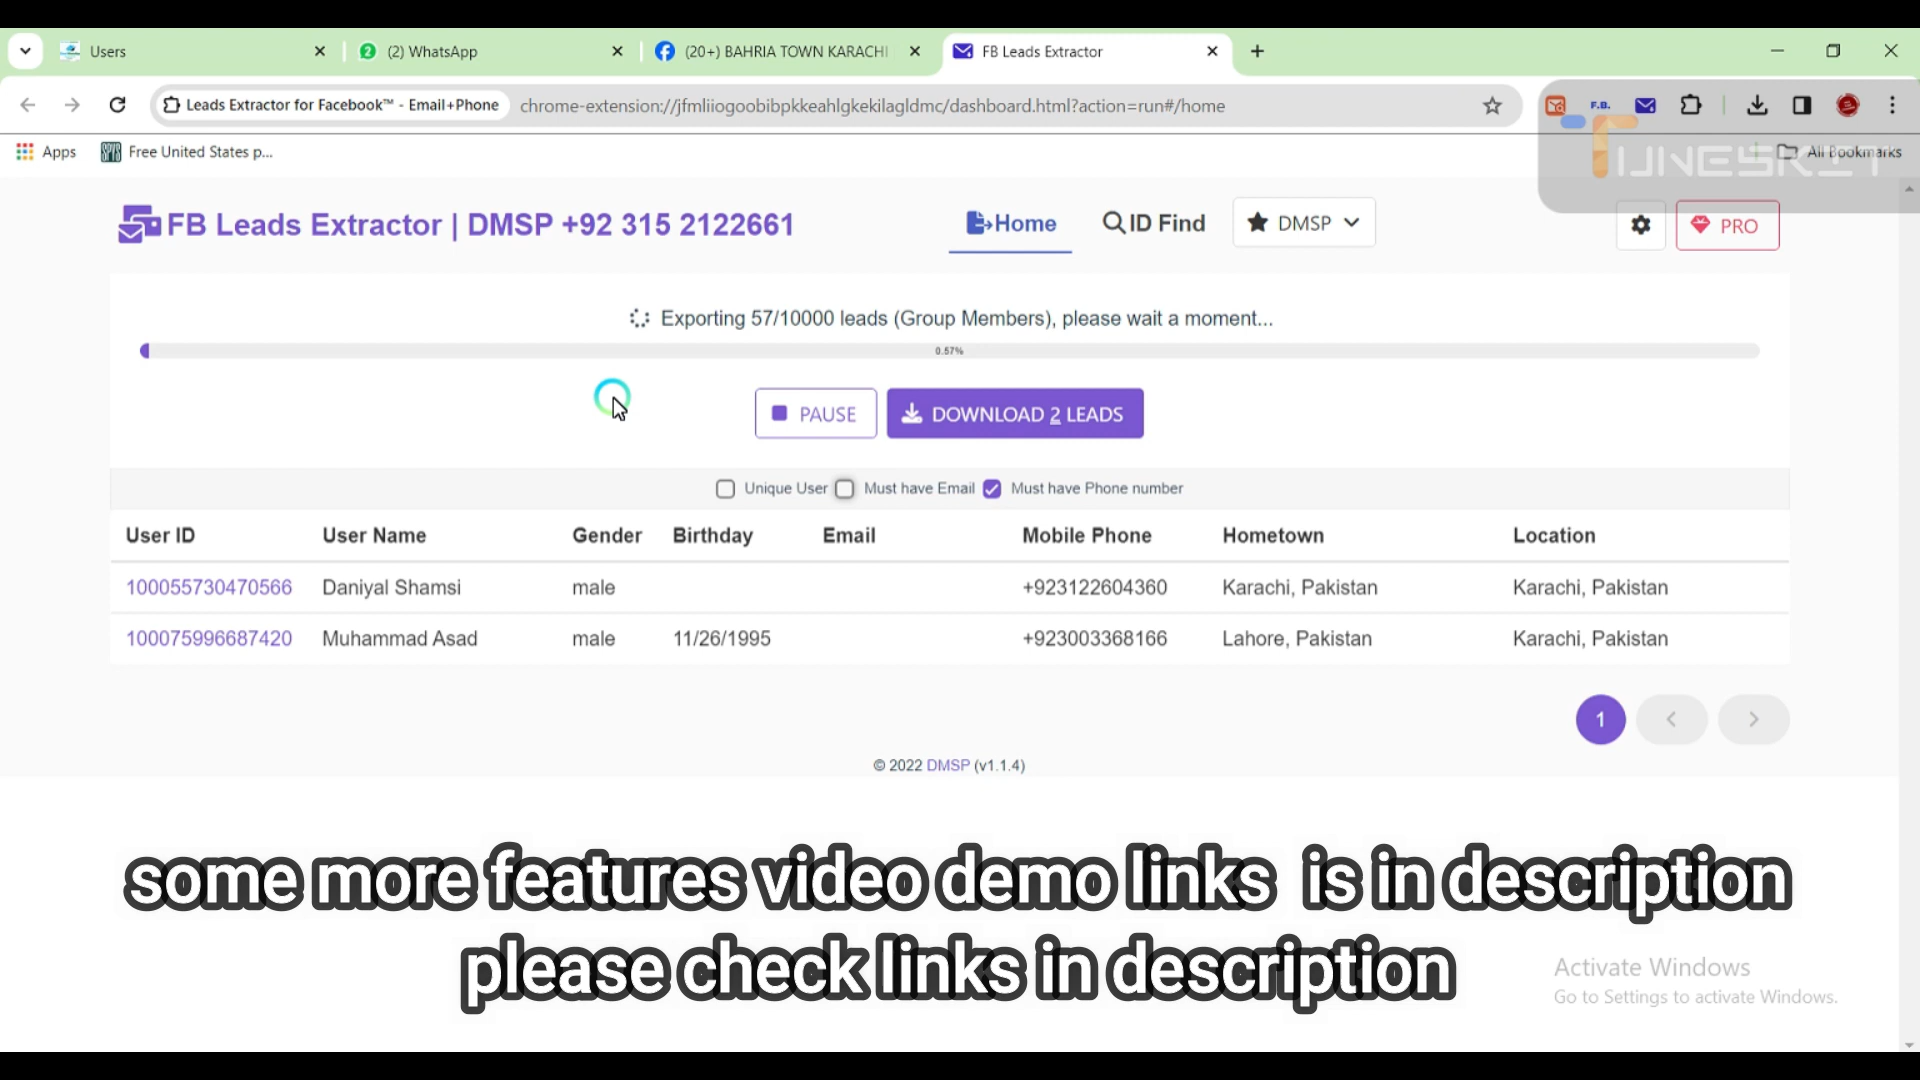 Users
(2) WhatsApp
(20+) BAHRIA TOWN KARACHI
FB Leads Extractor
Leads Extractor for Facebook™ - Email+Phone
chrome-extension://jfmliiogoobibpkkeahlgkekilagldmc/dashboard.html?action=run#/home
F.B.
Apps
Free United States p...
All Bookmarks
TUNESKIT
FB Leads Extractor | DMSP +92 315 2122661
Home
ID Find
DMSP
PRO
Exporting 57/10000 leads (Group Members), please wait a moment...
0.57%
PAUSE
DOWNLOAD 2 LEADS
Unique User Must have Email Must have Phone number
User ID User Name Gender Birthday Email Mobile Phone Hometown Location
100055730470566 Daniyal Shamsi male +923122604360 Karachi, Pakistan Karachi, Pakistan
100075996687420 Muhammad Asad male 11/26/1995 +923003368166 Lahore, Pakistan Karachi, Pakistan
1
© 2022 DMSP (v1.1.4)
some more features video demo links is in description
please check links in description
Activate Windows
Go to Settings to activate Windows.